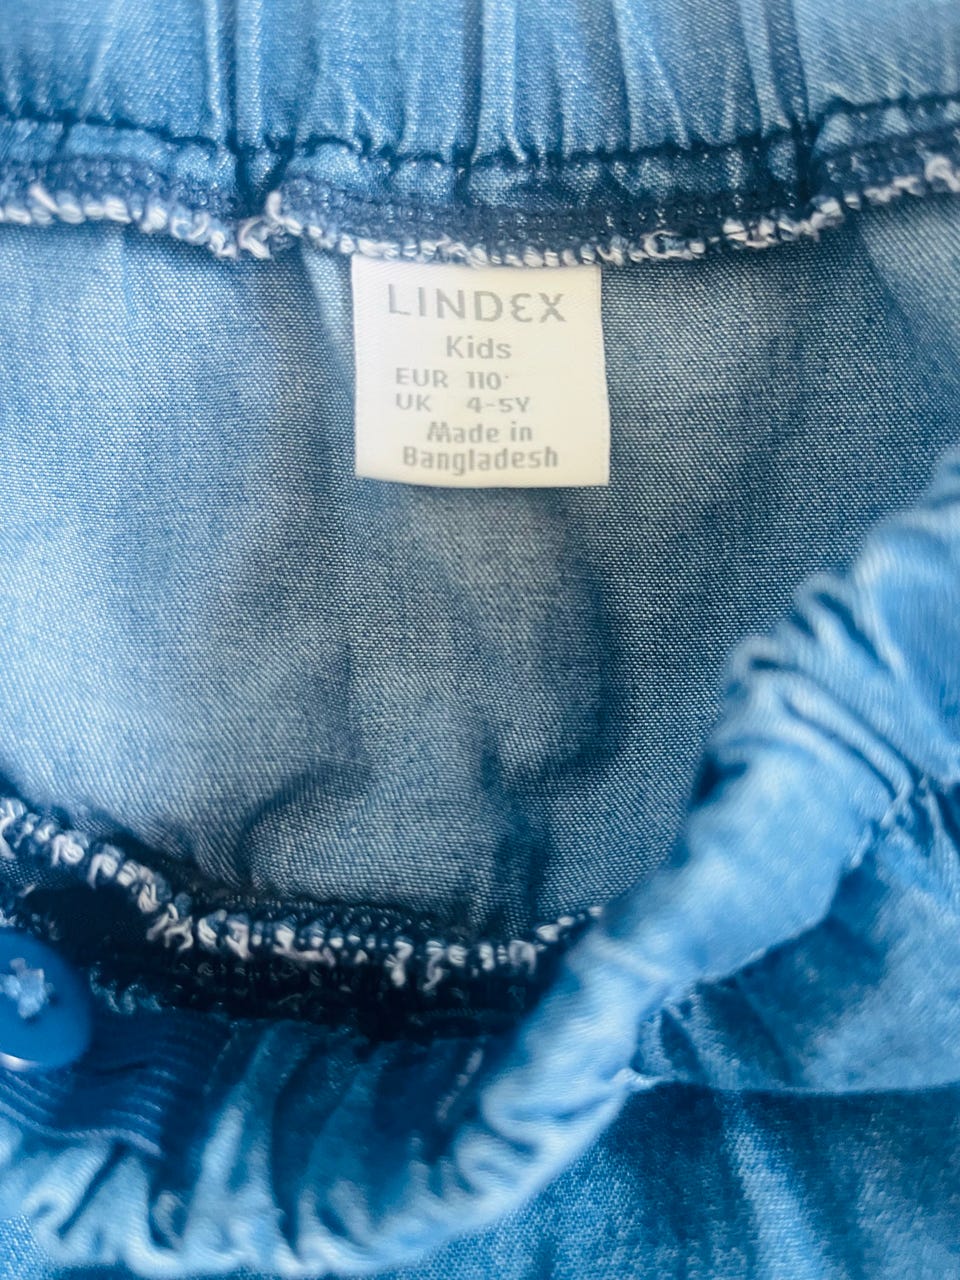 LINDEX
Kids
EUR 110
UK 4-5Y
Made in
Bangladesh